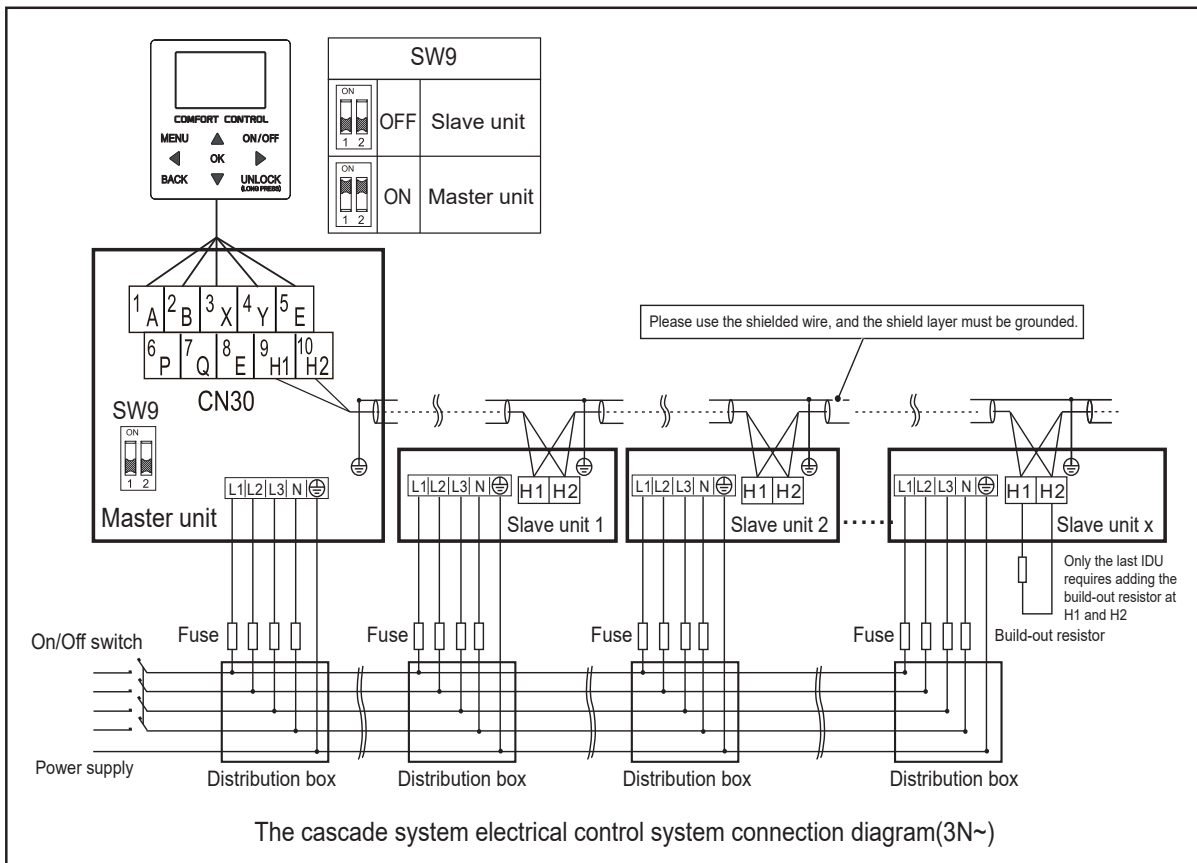 SW9
ON
1 2
OFF
Slave unit
ON
1 2
ON
Master unit
COMFORT CONTROL
MENU
ON/OFF
OK
BACK
UNLOCK
(LONG PRESS)
1 A 2 B 3 X 4 Y 5 E
6 P 7 Q 8 E 9 H1 10 H2
CN30
SW9
ON
1 2
Master unit
L1 L2 L3 N
Please use the shielded wire, and the shield layer must be grounded.
L1 L2 L3 N
H1 H2
Slave unit 1
L1 L2 L3 N
H1 H2
Slave unit 2
......
L1 L2 L3 N
H1 H2
Slave unit x
Only the last IDU
requires adding the
build-out resistor at
H1 and H2
Build-out resistor
On/Off switch
Fuse
Fuse
Fuse
Fuse
Power supply
Distribution box
Distribution box
Distribution box
Distribution box
The cascade system electrical control system connection diagram(3N~)